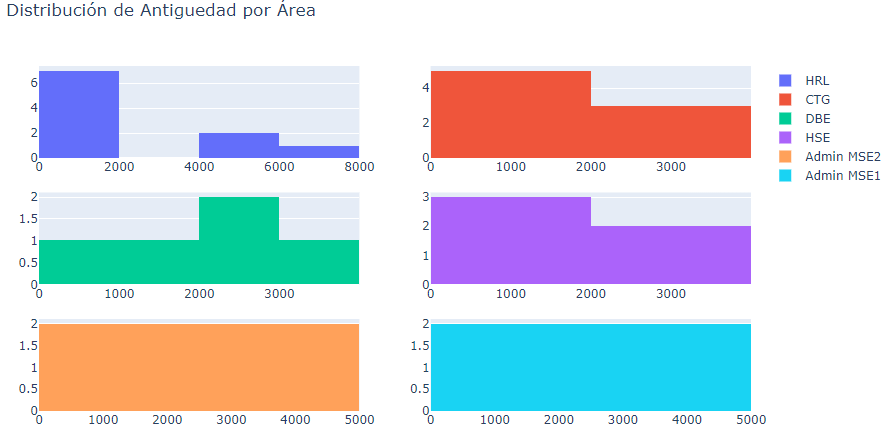 Distribución de Antiguedad por Área
6
4
2
0
0 2000 4000 6000 8000
4
2
0
0 1000 2000 3000
HRL
CTG
DBE
HSE
Admin MSE2
Admin MSE1
2
1.5
1
0.5
0
0 1000 2000 3000
3
2
1
0
0 1000 2000 3000
2
1.5
1
0.5
0
0 1000 2000 3000 4000 5000
2
1.5
1
0.5
0
0 1000 2000 3000 4000 5000